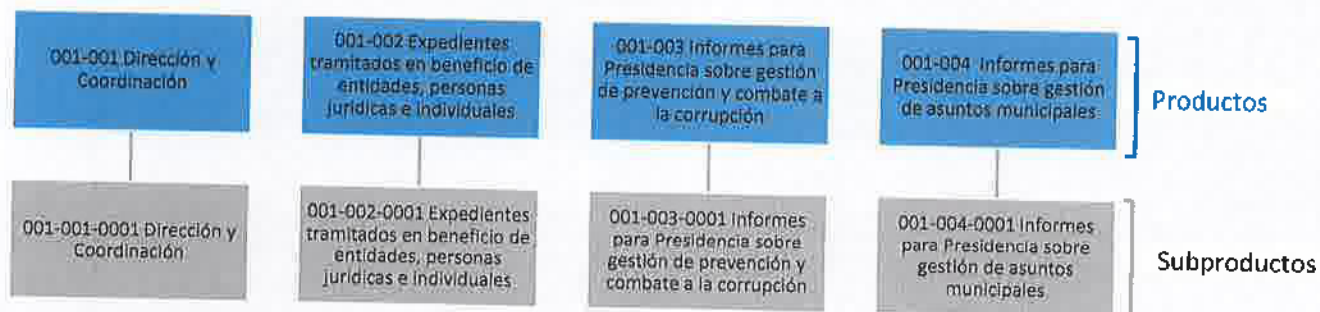 001-001 Dirección y
Coordinación
001-002 Expedientes
tramitados en beneficio de
entidades, personas
jurídicas e individuales
001-003 Informes para
Presidencia sobre gestión
de prevención y combate a
la corrupción
001-004 Informes para
Presidencia sobre gestión
de asuntos municipales
Productos
001-001-0001 Dirección y
Coordinación
001-002-0001 Expedientes
tramitados en beneficio de
entidades, personas
jurídicas e individuales
001-003-0001 Informes
para Presidencia sobre
gestión de prevención y
combate a la corrupción
001-004-0001 Informes
para Presidencia sobre
gestión de asuntos
municipales
Subproductos